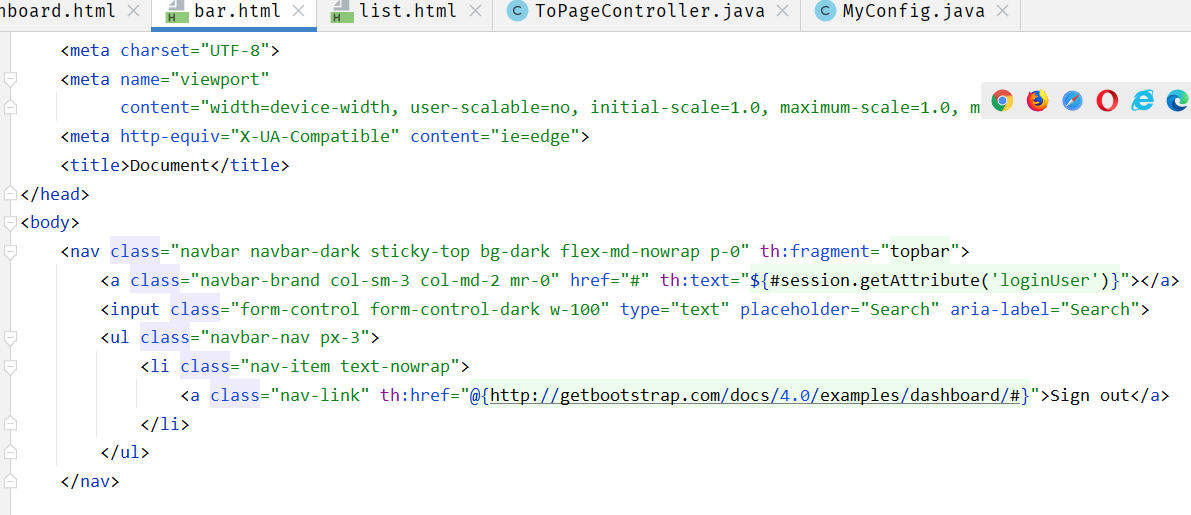 nboard.html bar.html list.html ToPageController.java MyConfig.java
<meta charset="UTF-8">
<meta name="viewport"
content="width=device-width, user-scalable=no, initial-scale=1.0, maximum-scale=1.0, m
<meta http-equiv="X-UA-Compatible" content="ie=edge">
<title>Document</title>
</head>
<body>
<nav class="navbar navbar-dark sticky-top bg-dark flex-md-nowrap p-0" th:fragment="topbar">
<a class="navbar-brand col-sm-3 col-md-2 mr-0" href="#" th:text="${#session.getAttribute('loginUser')}"></a>
<input class="form-control form-control-dark w-100" type="text" placeholder="Search" aria-label="Search">
<ul class="navbar-nav px-3">
<li class="nav-item text-nowrap">
<a class="nav-link" th:href="@{http://getbootstrap.com/docs/4.0/examples/dashboard/#}">Sign out</a>
</li>
</ul>
</nav>